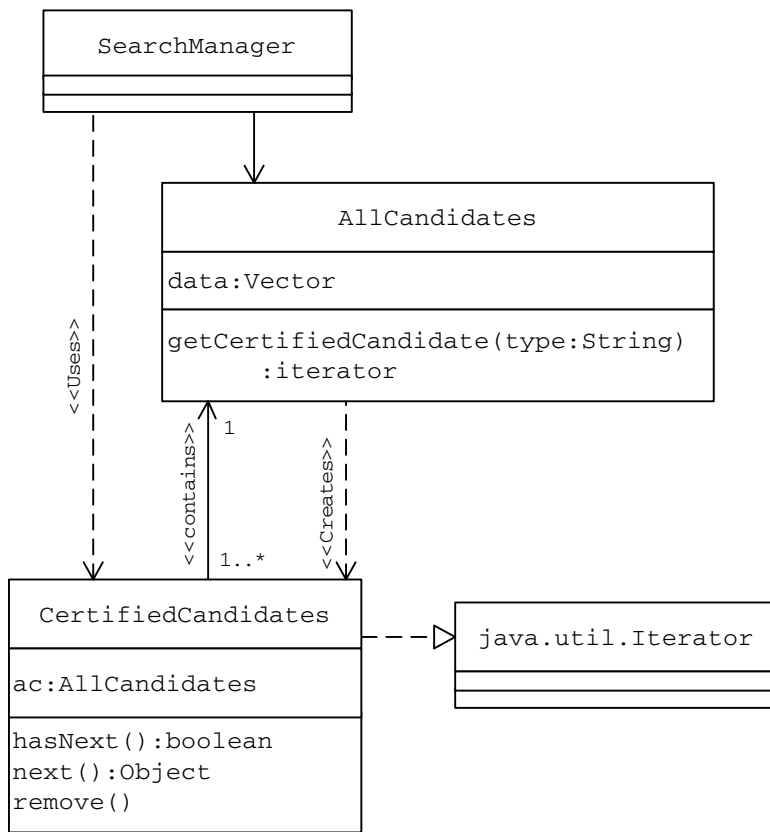 SearchManager
AllCandidates
data:Vector
getCertifiedCandidate(type:String)
:iterator
<<Uses>>
<<contains>>
1
1..*
<<Creates>>
CertifiedCandidates
ac:AllCandidates
hasNext():boolean
next():Object
remove()
java.util.Iterator